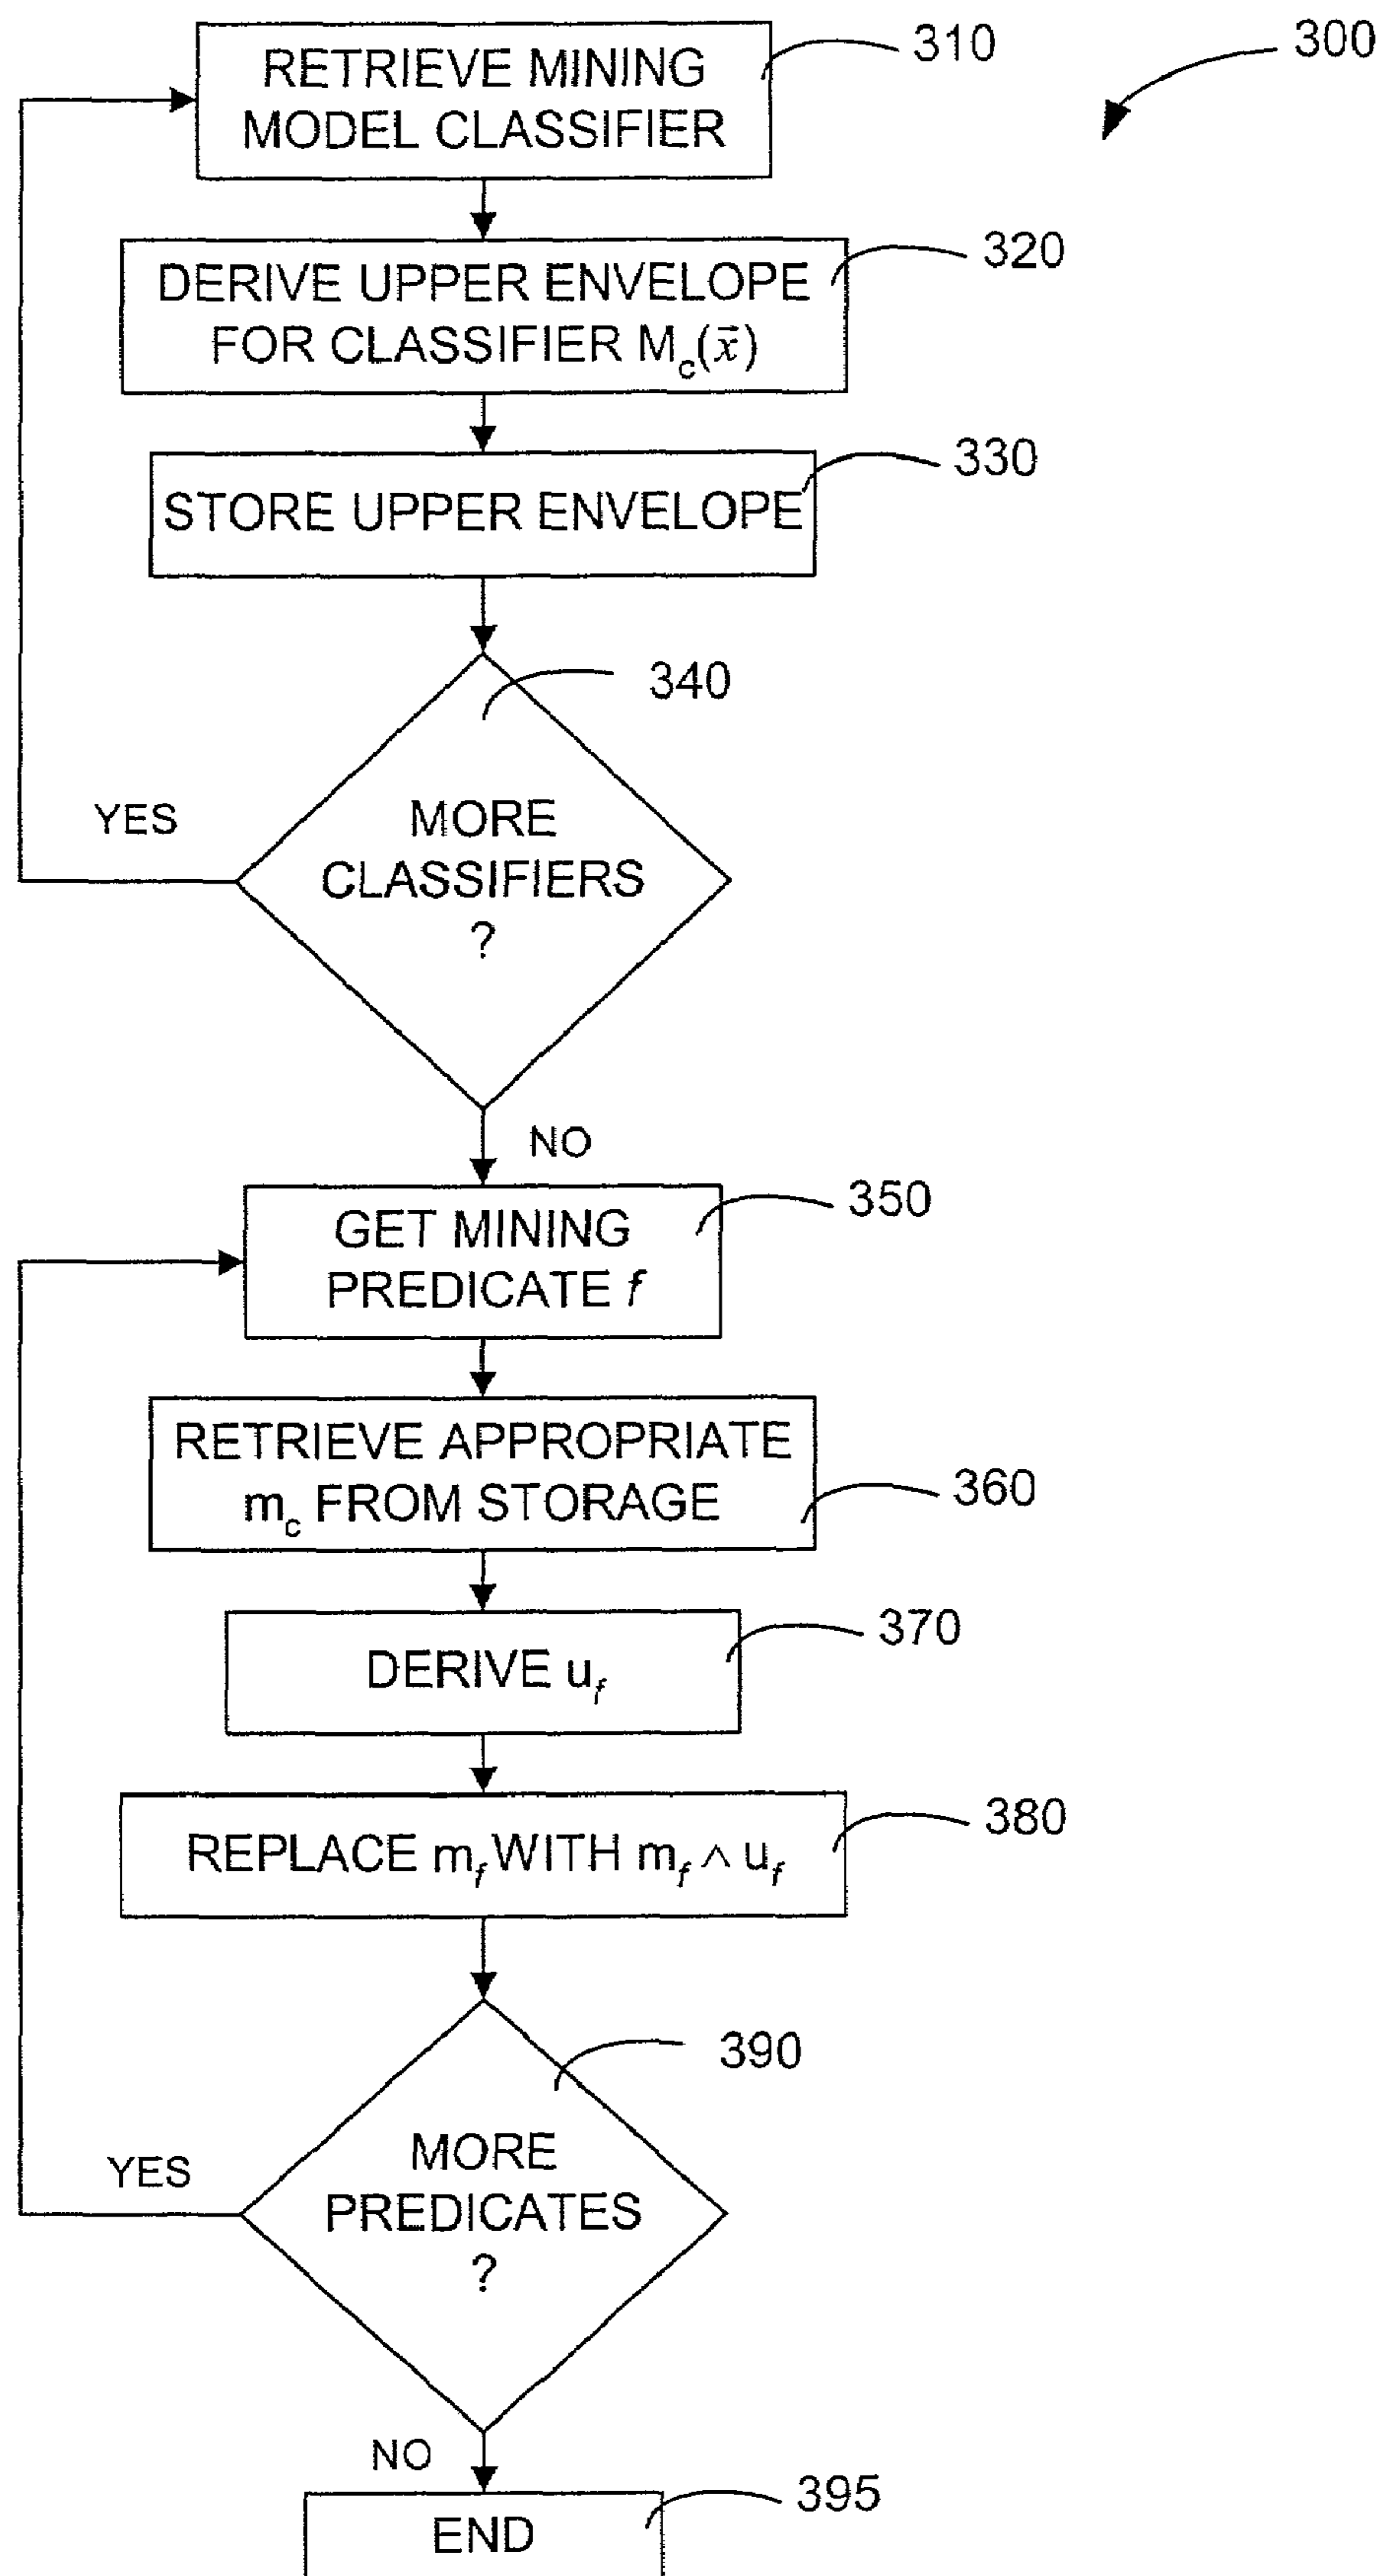 300
310
RETRIEVE MINING
MODEL CLASSIFIER
320
DERIVE UPPER ENVELOPE
FOR CLASSIFIER M_c(x⃗)
330
STORE UPPER ENVELOPE
340
MORE
CLASSIFIERS
?
YES
NO
350
GET MINING
PREDICATE f
RETRIEVE APPROPRIATE
m_c FROM STORAGE
360
370
DERIVE u_f
380
REPLACE m_f WITH m_f ∧ u_f
390
MORE
PREDICATES
?
YES
NO
395
END